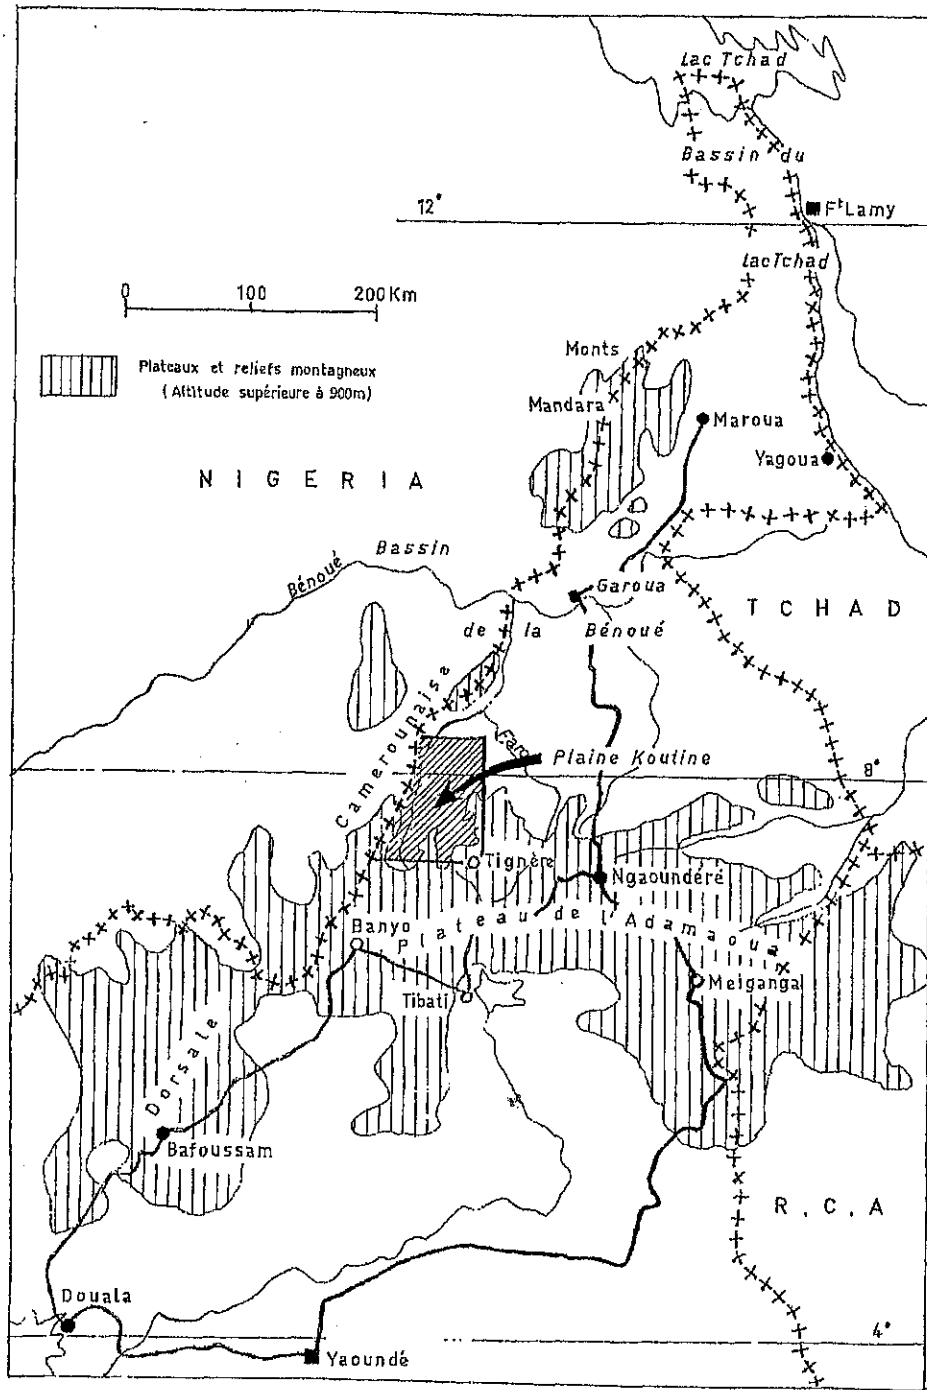 Lac Tchad
Bassin du
12°
Fᵗ Lamy
Lac Tchad
0 100 200 Km
Monts
Plateaux et reliefs montagneux
(Altitude supérieure à 900m)
Mandara
Maroua
Yagoua
NIGERIA
Bassin
Bénoué
Garoua
TCHAD
de la
Bénoué
Camerounaise
Faro
Plaine Koutine
8°
Tignère
Ngaoundéré
Banyo
Plateau de l'Adamaoua
Meiganga
Tibati
Dorsale
Bafoussam
R.C.A
Douala
4°
Yaoundé